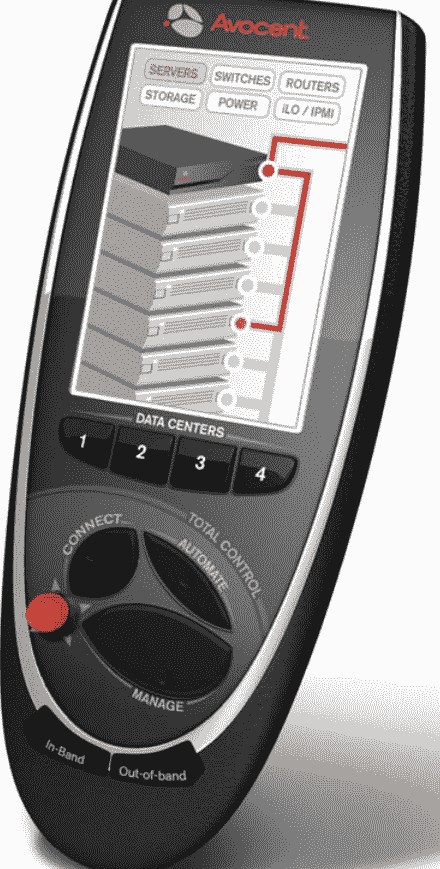 Avocent
SERVERS SWITCHES ROUTERS
STORAGE POWER iLO / IPMI
DATA CENTERS
1 2 3 4
CONNECT
TOTAL CONTROL
AUTOMATE
MANAGE
In-Band Out-of-band